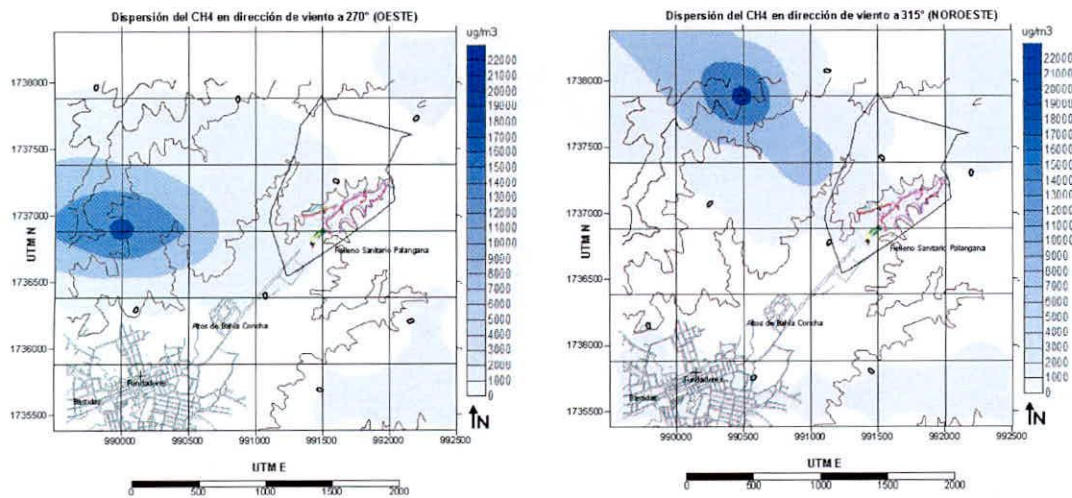 Dispersión del CH4 en dirección de viento a 270° (OESTE)
ug/m3
22000
20000
19000
18000
17000
16000
15000
14000
13000
12000
11000
10000
9000
8000
7000
6000
5000
4000
3000
2000
1000
0
1738000
1737500
1737000
1736500
1736000
1735500
UTM N
Relleno Sanitario Palangana
Altos de Bahía Concha
Fundadores
Bastidas
990000 990500 991000 991500 992000 992500
N
UTM E
0 500 1000 1500 2000
Dispersión del CH4 en dirección de viento a 315° (NOROESTE)
ug/m3
22000
20000
19000
18000
17000
16000
15000
14000
13000
12000
11000
10000
9000
8000
7000
6000
5000
4000
3000
2000
1000
0
1738000
1737500
1737000
1736500
1736000
1735500
UTM N
Relleno Sanitario Palangana
Altos de Bahía Concha
Fundadores
Bastidas
990000 990500 991000 991500 992000 992500
N
UTM E
0 500 1000 1500 2000